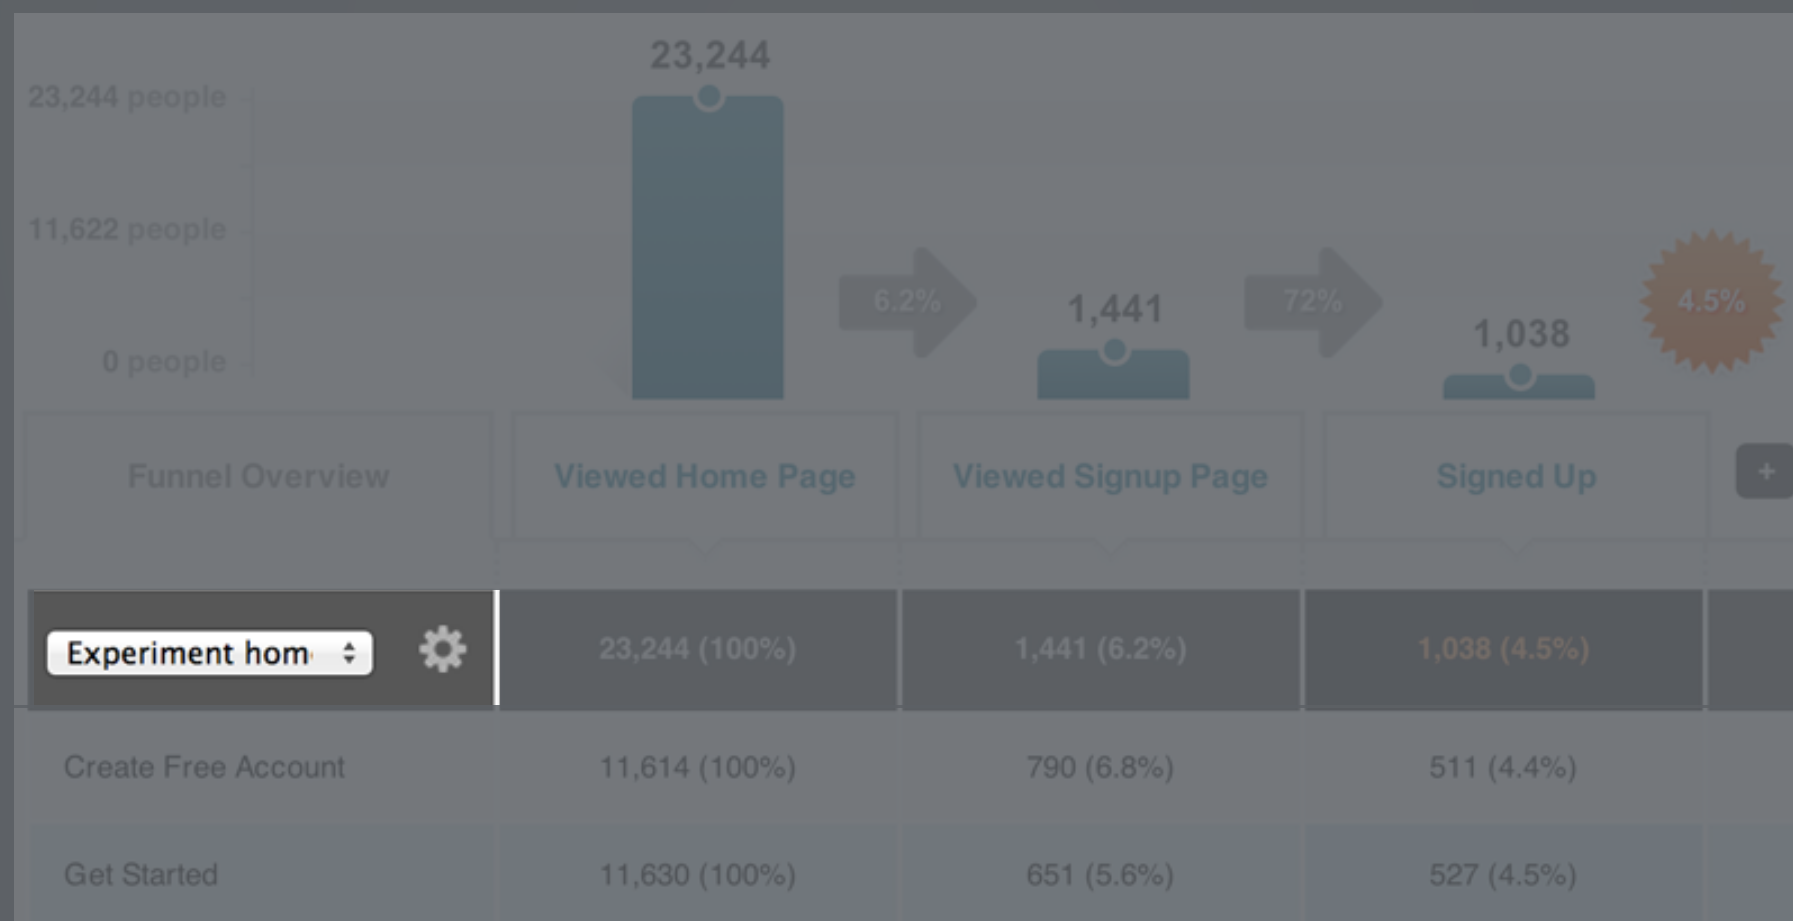 23,244
23,244 people
11,622 people
6.2%
1,441
72%
1,038
4.5%
0 people
Funnel Overview
Viewed Home Page
Viewed Signup Page
Signed Up
+
Experiment hom
23,244 (100%)
1,441 (6.2%)
1,038 (4.5%)
Create Free Account
11,614 (100%)
790 (6.8%)
511 (4.4%)
Get Started
11,630 (100%)
651 (5.6%)
527 (4.5%)